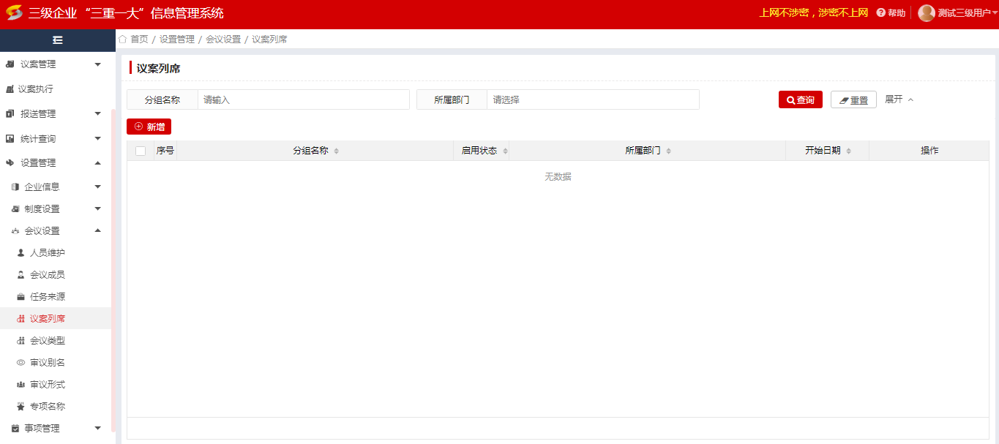 三级企业“三重一大”信息管理系统
上网不涉密，涉密不上网 帮助 测试三级用户
首页 / 设置管理 / 会议设置 / 议案列席
议案管理
议案执行
报送管理
统计查询
设置管理
企业信息
制度设置
会议设置
人员维护
会议成员
任务来源
议案列席
会议类型
审议别名
审议形式
专项名称
事项管理
议案列席
分组名称 请输入 所属部门 请选择 查询 重置 展开
新增
序号 分组名称 启用状态 所属部门 开始日期 操作
无数据